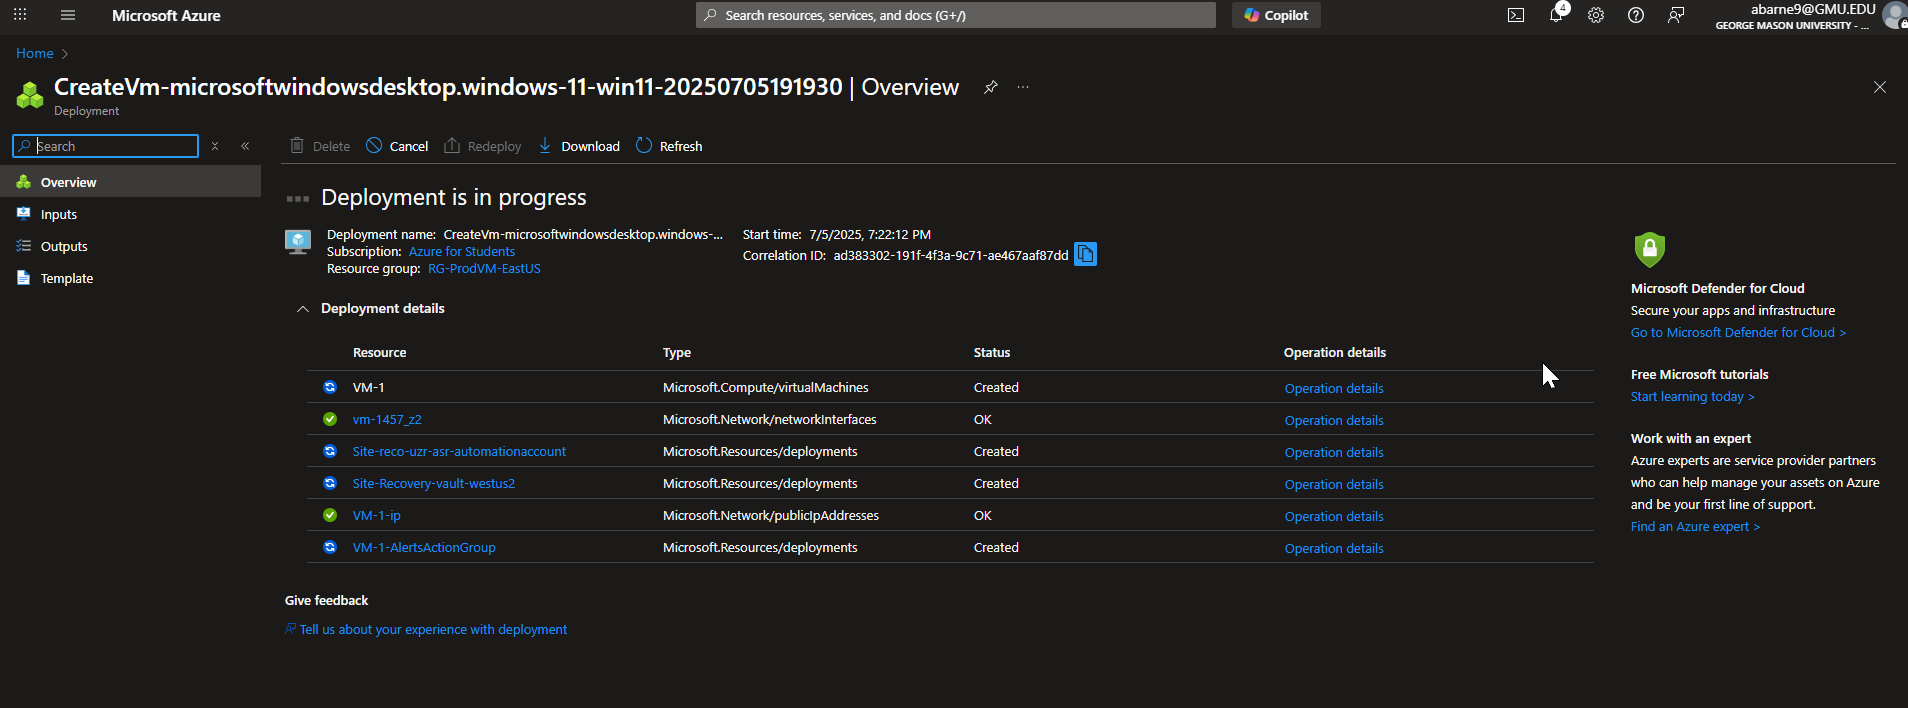 Microsoft Azure
Search resources, services, and docs (G+/)
Copilot
4
abarne9@GMU.EDU
GEORGE MASON UNIVERSITY - ...
Home
CreateVm-microsoftwindowsdesktop.windows-11-win11-20250705191930 | Overview
Deployment
Search
Delete
Cancel
Redeploy
Download
Refresh
Overview
Inputs
Outputs
Template
Deployment is in progress
Deployment name: CreateVm-microsoftwindowsdesktop.windows-...
Subscription: Azure for Students
Resource group: RG-ProdVM-EastUS
Start time: 7/5/2025, 7:22:12 PM
Correlation ID: ad383302-191f-4f3a-9c71-ae467aaf87dd
Deployment details
Resource Type Status Operation details
VM-1 Microsoft.Compute/virtualMachines Created Operation details
vm-1457_z2 Microsoft.Network/networkInterfaces OK Operation details
Site-reco-uzr-asr-automationaccount Microsoft.Resources/deployments Created Operation details
Site-Recovery-vault-westus2 Microsoft.Resources/deployments Created Operation details
VM-1-ip Microsoft.Network/publicIpAddresses OK Operation details
VM-1-AlertsActionGroup Microsoft.Resources/deployments Created Operation details
Give feedback
Tell us about your experience with deployment
Microsoft Defender for Cloud
Secure your apps and infrastructure
Go to Microsoft Defender for Cloud >
Free Microsoft tutorials
Start learning today >
Work with an expert
Azure experts are service provider partners
who can help manage your assets on Azure
and be your first line of support.
Find an Azure expert >